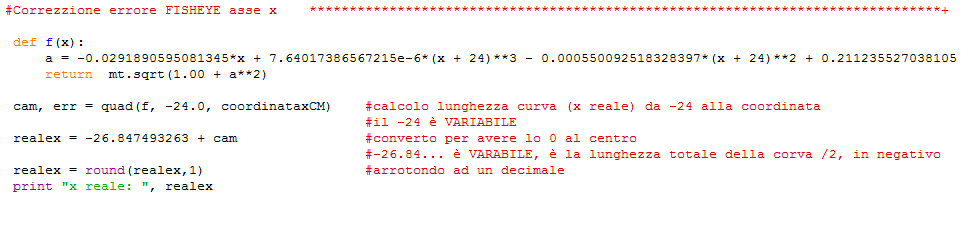 #Correzzione errore FISHEYE asse x    *******************************************************************************+
def f(x):
    a = -0.0291890595081345*x + 7.64017386567215e-6*(x + 24)**3 - 0.000550092518328397*(x + 24)**2 + 0.211235527038105
    return  mt.sqrt(1.00 + a**2)
cam, err = quad(f, -24.0, coordinataxCM)    #calcolo lunghezza curva (x reale) da -24 alla coordinata
#il -24 è VARIABILE
realex = -26.847493263 + cam    #converto per avere lo 0 al centro
#-26.84... è VARABILE, è la lunghezza totale della corva /2, in negativo
realex = round(realex,1)    #arrotondo ad un decimale
print "x reale: ", realex